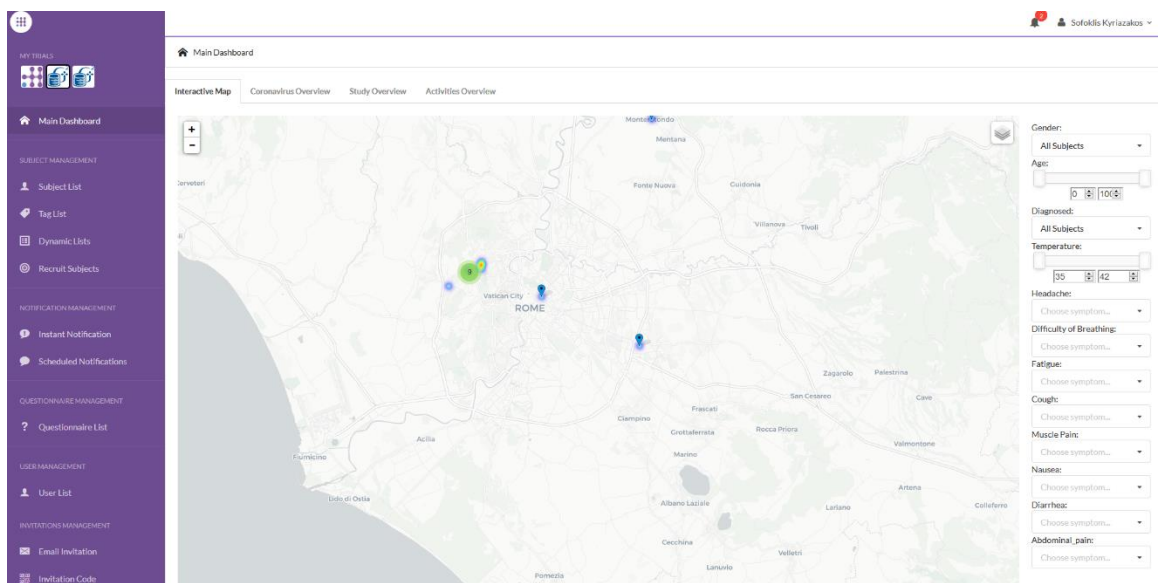 2
Sofoklis Kyriazakos
MY TRIALS
Main Dashboard
SUBJECT MANAGEMENT
Subject List
Tag List
Dynamic Lists
Recruit Subjects
NOTIFICATION MANAGEMENT
Instant Notification
Scheduled Notifications
QUESTIONNAIRE MANAGEMENT
Questionnaire List
USER MANAGEMENT
User List
INVITATIONS MANAGEMENT
Email Invitation
Invitation Code
Main Dashboard
Interactive Map Coronavirus Overview Study Overview Activities Overview
+
-
Mentana
Cerveteri
Fonte Nuova
Guidonia
Villanova
Tivoli
9
Vatican City
ROME
Zagarolo
Palestrina
San Cesareo
Cave
Ciampino
Frascati
Grottaferrata
Rocca Priora
Acilia
Marino
Valmontone
Fiumicino
Lido di Ostia
Albano Laziale
Artena
Lariano
Colleferro
Cecchina
Velletri
Lanuvio
Pomezia
Gender:
All Subjects
Age:
0 100
Diagnosed:
All Subjects
Temperature:
35 42
Headache:
Choose symptom...
Difficulty of Breathing:
Choose symptom...
Fatigue:
Choose symptom...
Cough:
Choose symptom...
Muscle Pain:
Choose symptom...
Nausea:
Choose symptom...
Diarrhea:
Choose symptom...
Abdominal_pain:
Choose symptom...